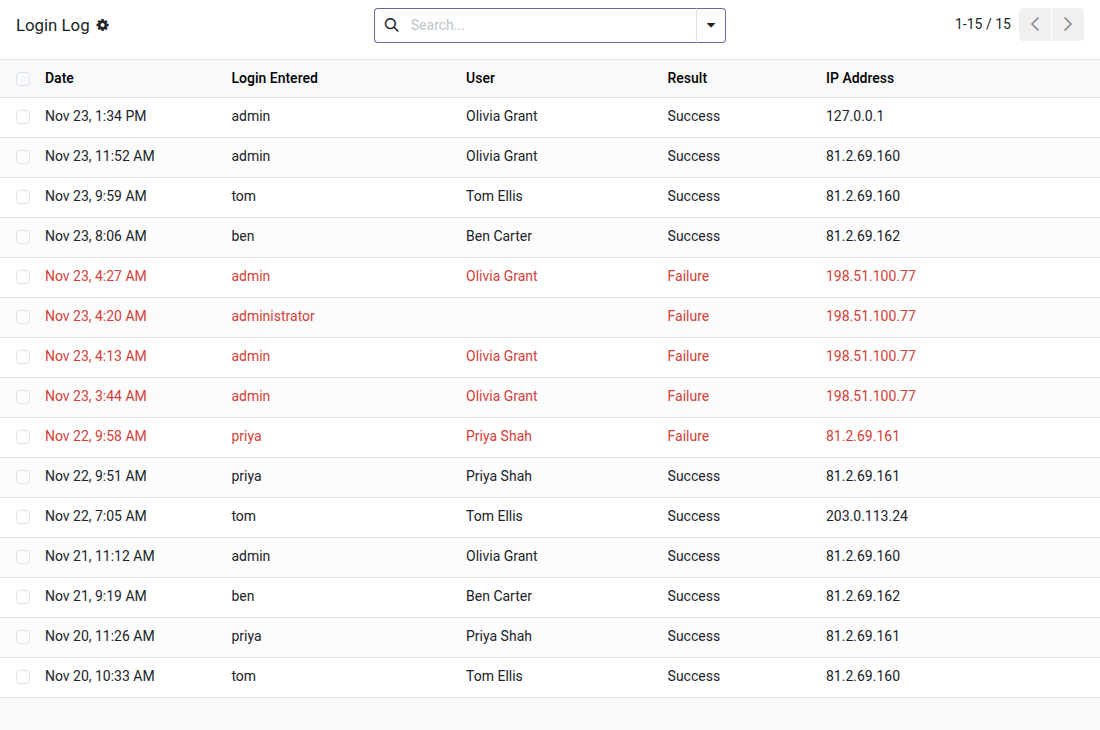 Login Log Search... 1-15 / 15
Date Login Entered User Result IP Address
Nov 23, 1:34 PM admin Olivia Grant Success 127.0.0.1
Nov 23, 11:52 AM admin Olivia Grant Success 81.2.69.160
Nov 23, 9:59 AM tom Tom Ellis Success 81.2.69.160
Nov 23, 8:06 AM ben Ben Carter Success 81.2.69.162
Nov 23, 4:27 AM admin Olivia Grant Failure 198.51.100.77
Nov 23, 4:20 AM administrator Failure 198.51.100.77
Nov 23, 4:13 AM admin Olivia Grant Failure 198.51.100.77
Nov 23, 3:44 AM admin Olivia Grant Failure 198.51.100.77
Nov 22, 9:58 AM priya Priya Shah Failure 81.2.69.161
Nov 22, 9:51 AM priya Priya Shah Success 81.2.69.161
Nov 22, 7:05 AM tom Tom Ellis Success 203.0.113.24
Nov 21, 11:12 AM admin Olivia Grant Success 81.2.69.160
Nov 21, 9:19 AM ben Ben Carter Success 81.2.69.162
Nov 20, 11:26 AM priya Priya Shah Success 81.2.69.161
Nov 20, 10:33 AM tom Tom Ellis Success 81.2.69.160